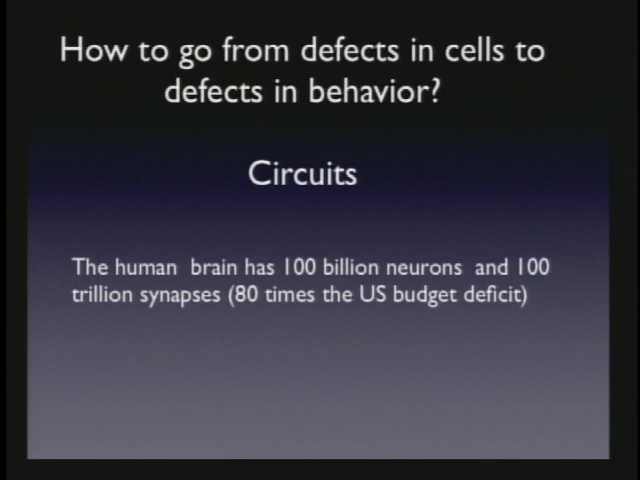 How to go from defects in cells to
defects in behavior?
Circuits
The human brain has 100 billion neurons and 100
trillion synapses (80 times the US budget deficit)